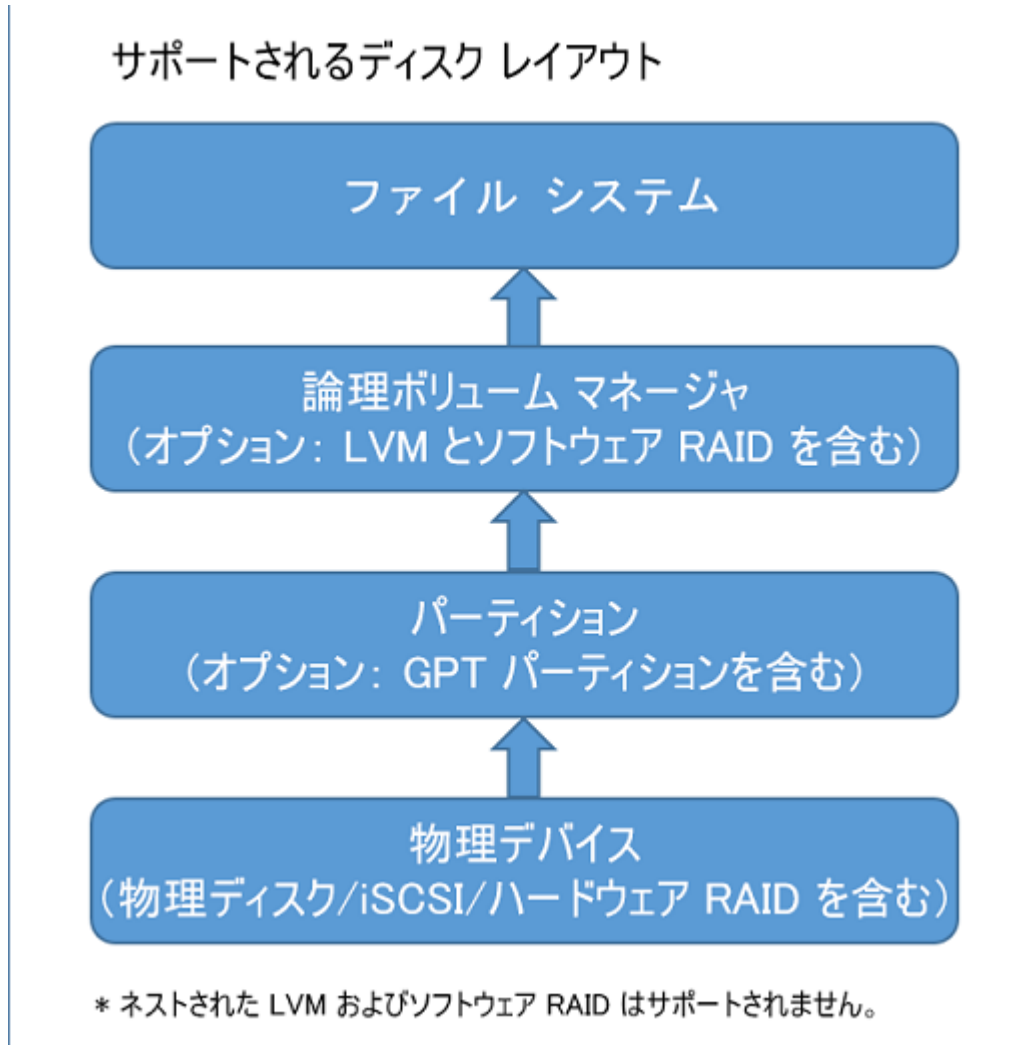 サポートされるディスク レイアウト
ファイル システム
論理ボリューム マネージャ
(オプション: LVM とソフトウェア RAID を含む)
パーティション
(オプション: GPT パーティションを含む)
物理デバイス
(物理ディスク/iSCSI/ハードウェア RAID を含む)
* ネストされた LVM およびソフトウェア RAID はサポートされません。